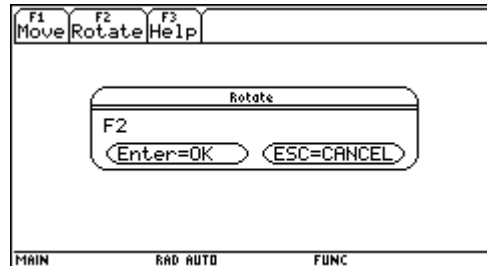 F1 F2 F3
Move Rotate Help
Rotate
F2
Enter=OK ESC=CANCEL
MAIN RAD AUTO FUNC